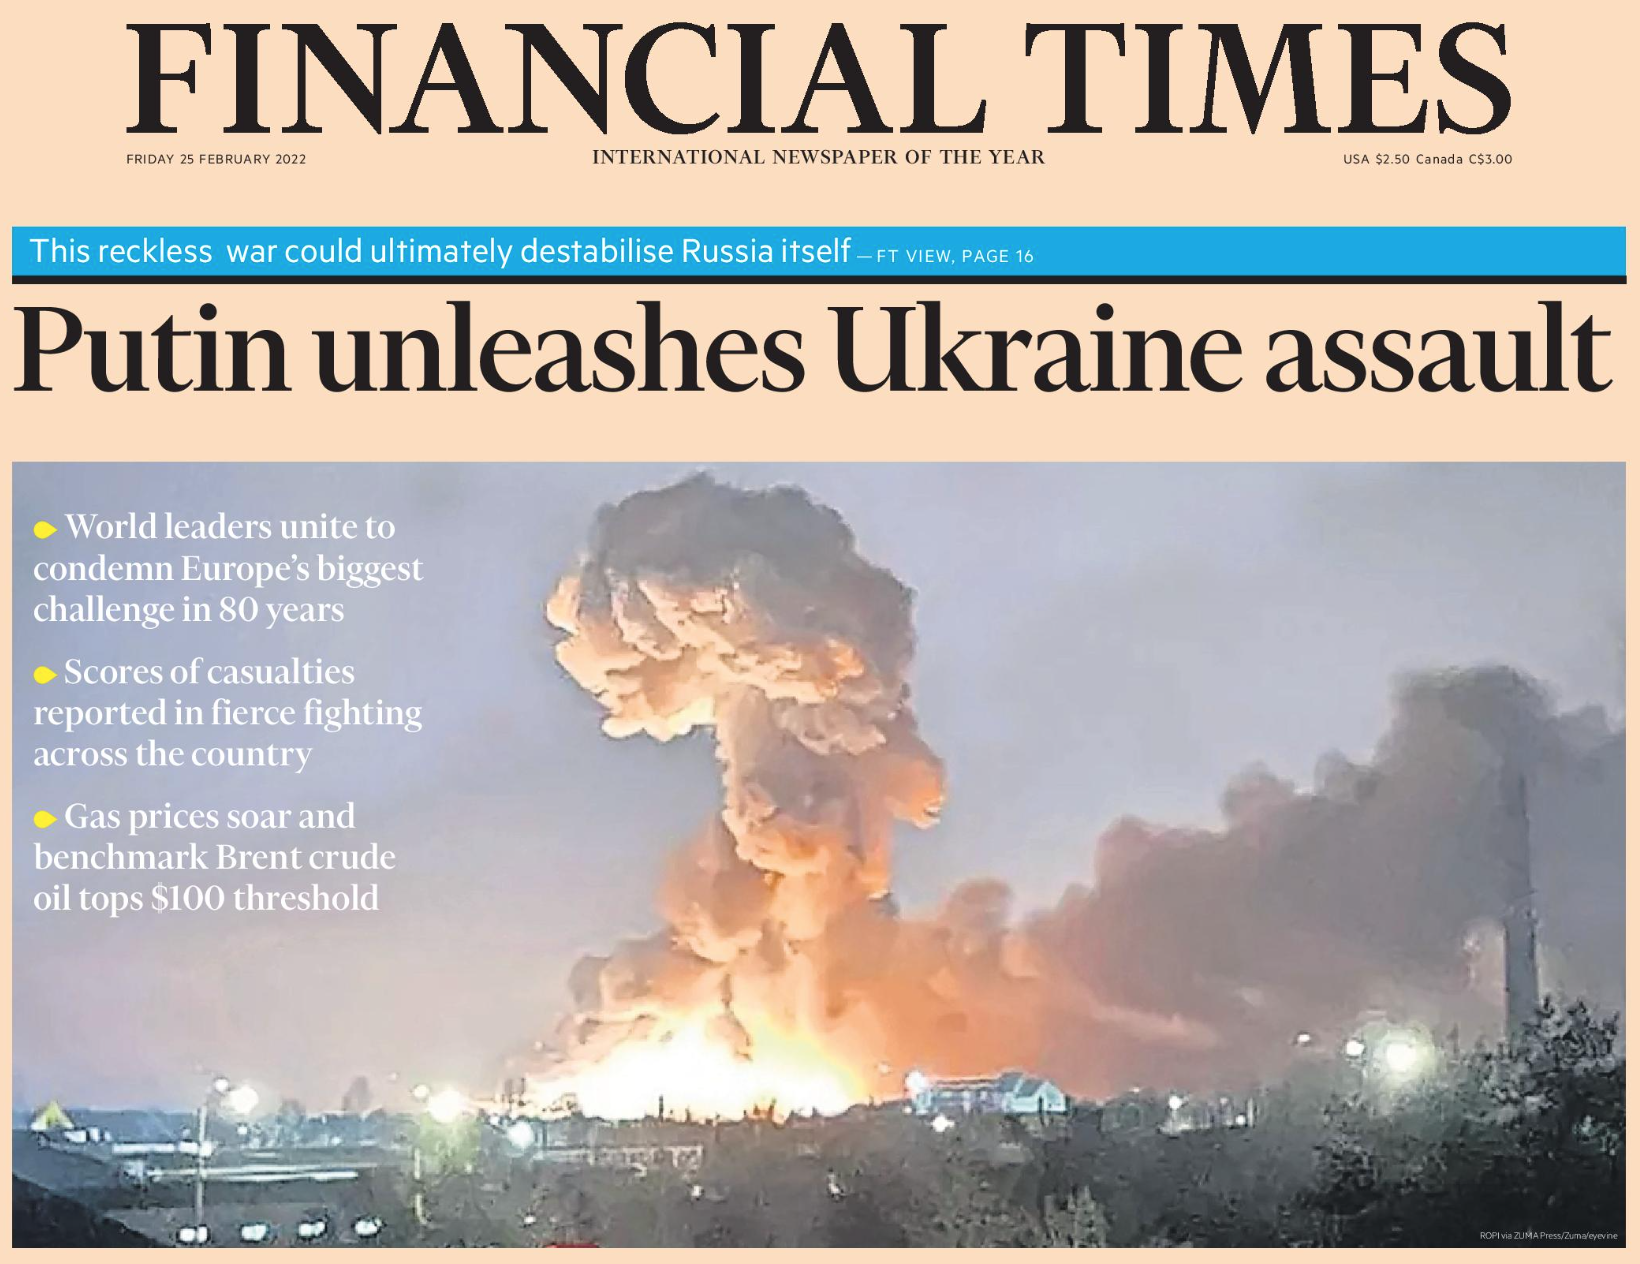 FINANCIAL TIMES
FRIDAY 25 FEBRUARY 2022
INTERNATIONAL NEWSPAPER OF THE YEAR
USA $2.50 Canada C$3.00
This reckless war could ultimately destabilise Russia itself — FT VIEW, PAGE 16
Putin unleashes Ukraine assault
World leaders unite to
condemn Europe’s biggest
challenge in 80 years
Scores of casualties
reported in fierce fighting
across the country
Gas prices soar and
benchmark Brent crude
oil tops $100 threshold
ROPI via ZUMA Press/Zuma/eyevine